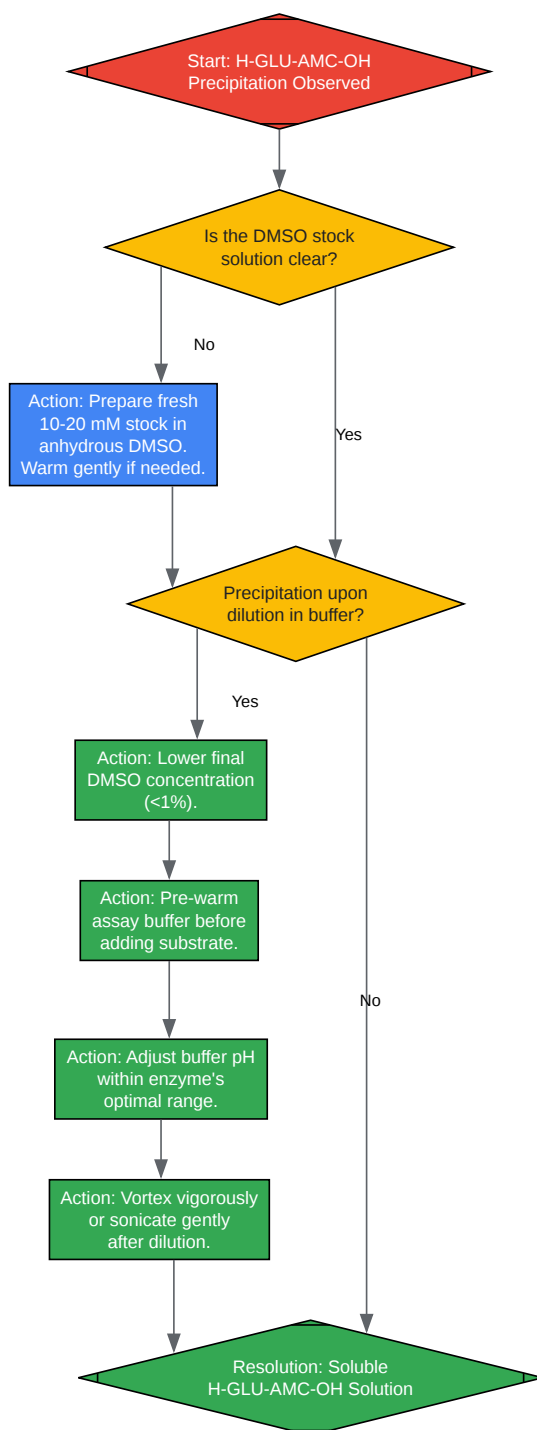 Start: H-GLU-AMC-OH
Precipitation Observed
Is the DMSO stock
solution clear?
No
Yes
Action: Prepare fresh
10-20 mM stock in
anhydrous DMSO.
Warm gently if needed.
Precipitation upon
dilution in buffer?
Yes
Action: Lower final
DMSO concentration
(<1%).
Action: Pre-warm
assay buffer before
adding substrate.
No
Action: Adjust buffer pH
within enzyme's
optimal range.
Action: Vortex vigorously
or sonicate gently
after dilution.
Resolution: Soluble
H-GLU-AMC-OH Solution